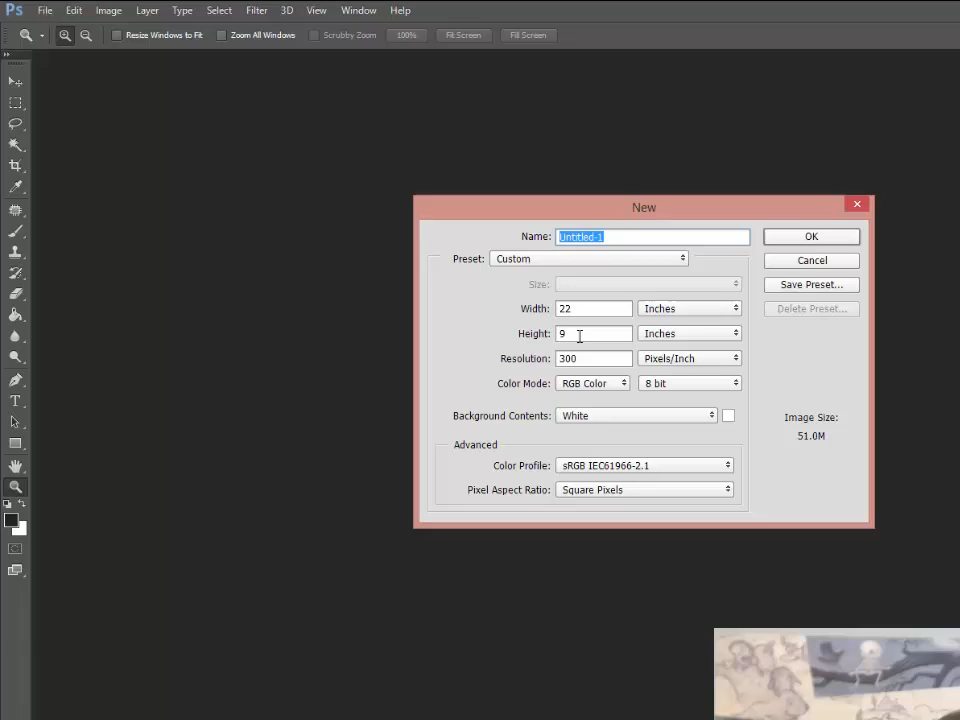 Ps File Edit Image Layer Type Select Filter 3D View Window Help
Resize Windows to Fit Zoom All Windows Scrubby Zoom 100% Fit Screen Fill Screen
New
Name: Untitled-1 OK
Preset: Custom Cancel
Size: Save Preset...
Width: 22 Inches Delete Preset...
Height: 9 Inches
Resolution: 300 Pixels/Inch
Color Mode: RGB Color 8 bit
Background Contents: White Image Size:
51.0M
Advanced
Color Profile: sRGB IEC61966-2.1
Pixel Aspect Ratio: Square Pixels